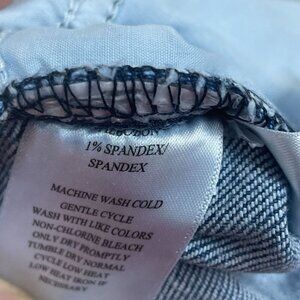 1% SPANDEX/
SPANDEX
MACHINE WASH COLD
GENTLE CYCLE
WASH WITH LIKE COLORS
NON-CHLORINE BLEACH
ONLY DRY PROMPTLY
TUMBLE DRY NORMAL
CYCLE LOW HEAT
LOW HEAT IRON IF
NECESSARY